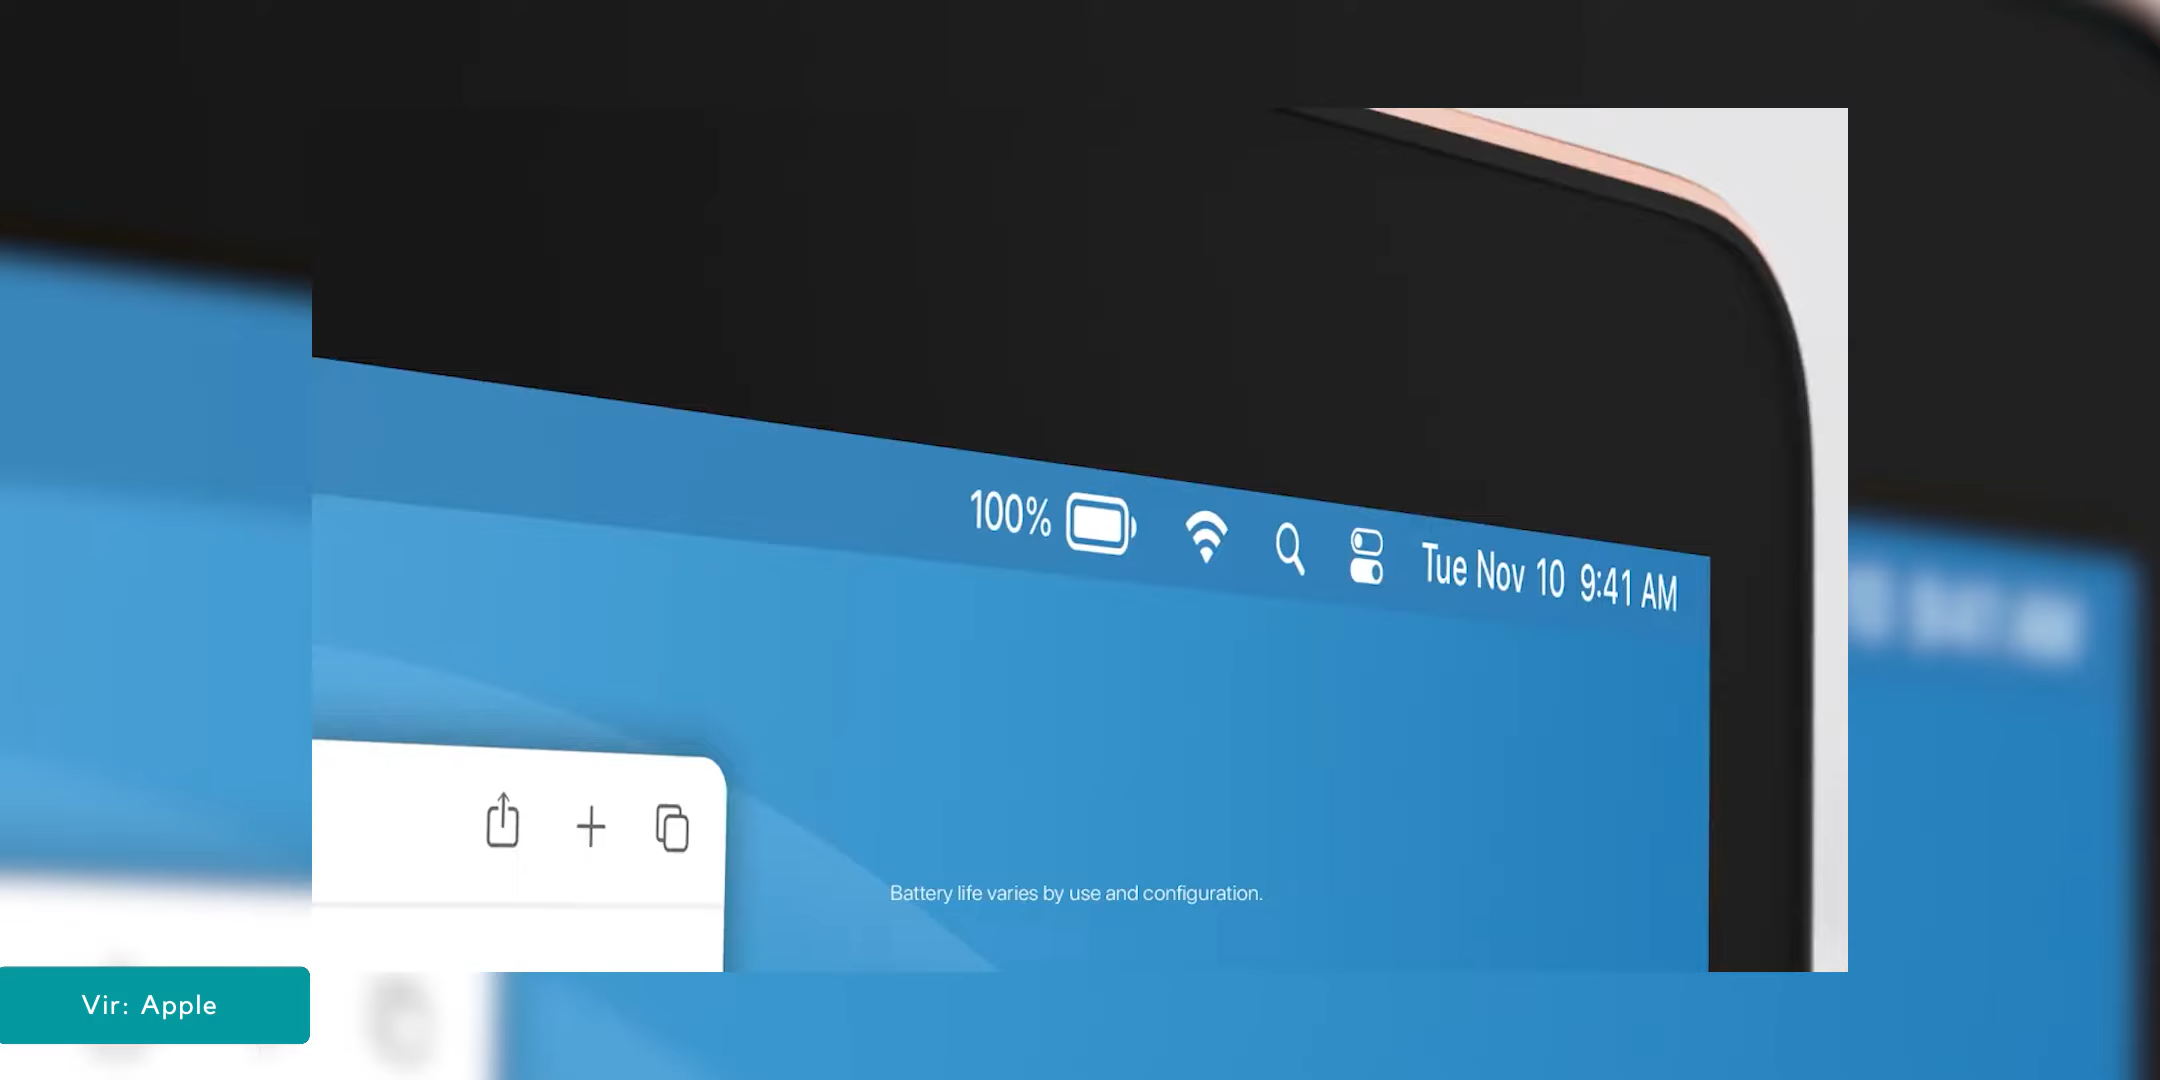 100%
Tue Nov 10 9:41 AM
Battery life varies by use and configuration.
Vir: Apple